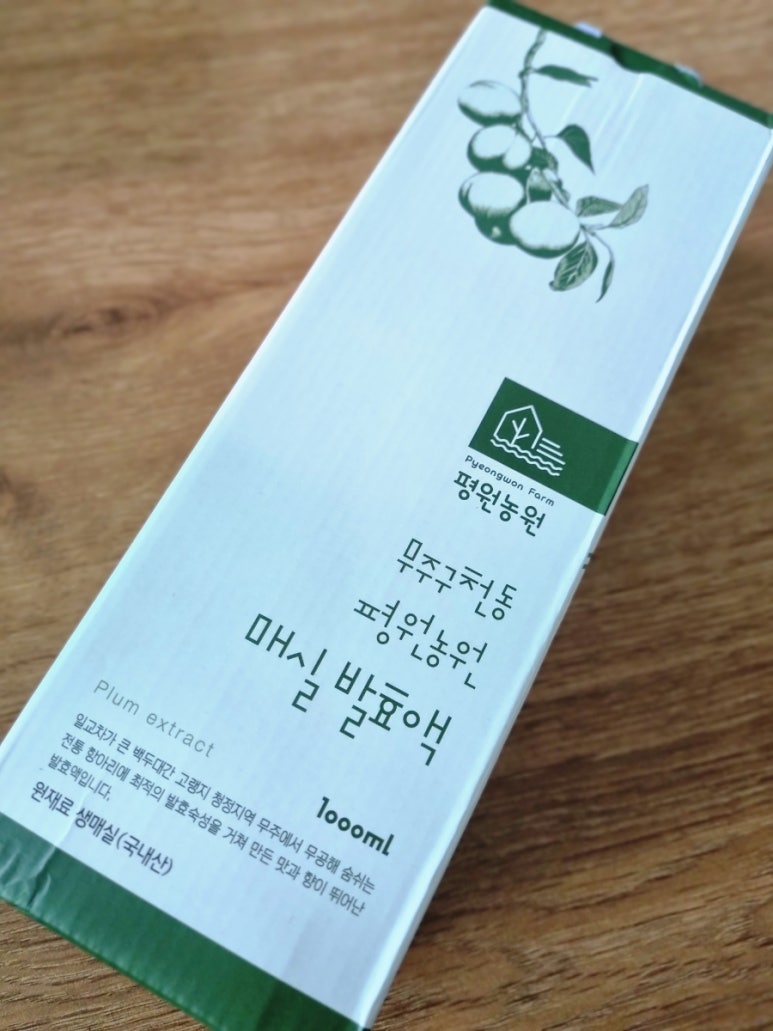 Pyeongwon Farm
평원농원
무주구천동
평원농원
매실 발효액
Plum extract
1000ml
일교차가 큰 백두대간 고랭지 청정지역 무주에서 무공해 숨쉬는
전통 항아리에 최적의 발효숙성을 거쳐 만든 맛과 향이 뛰어난
발효액입니다.
원재료 생매실(국내산)